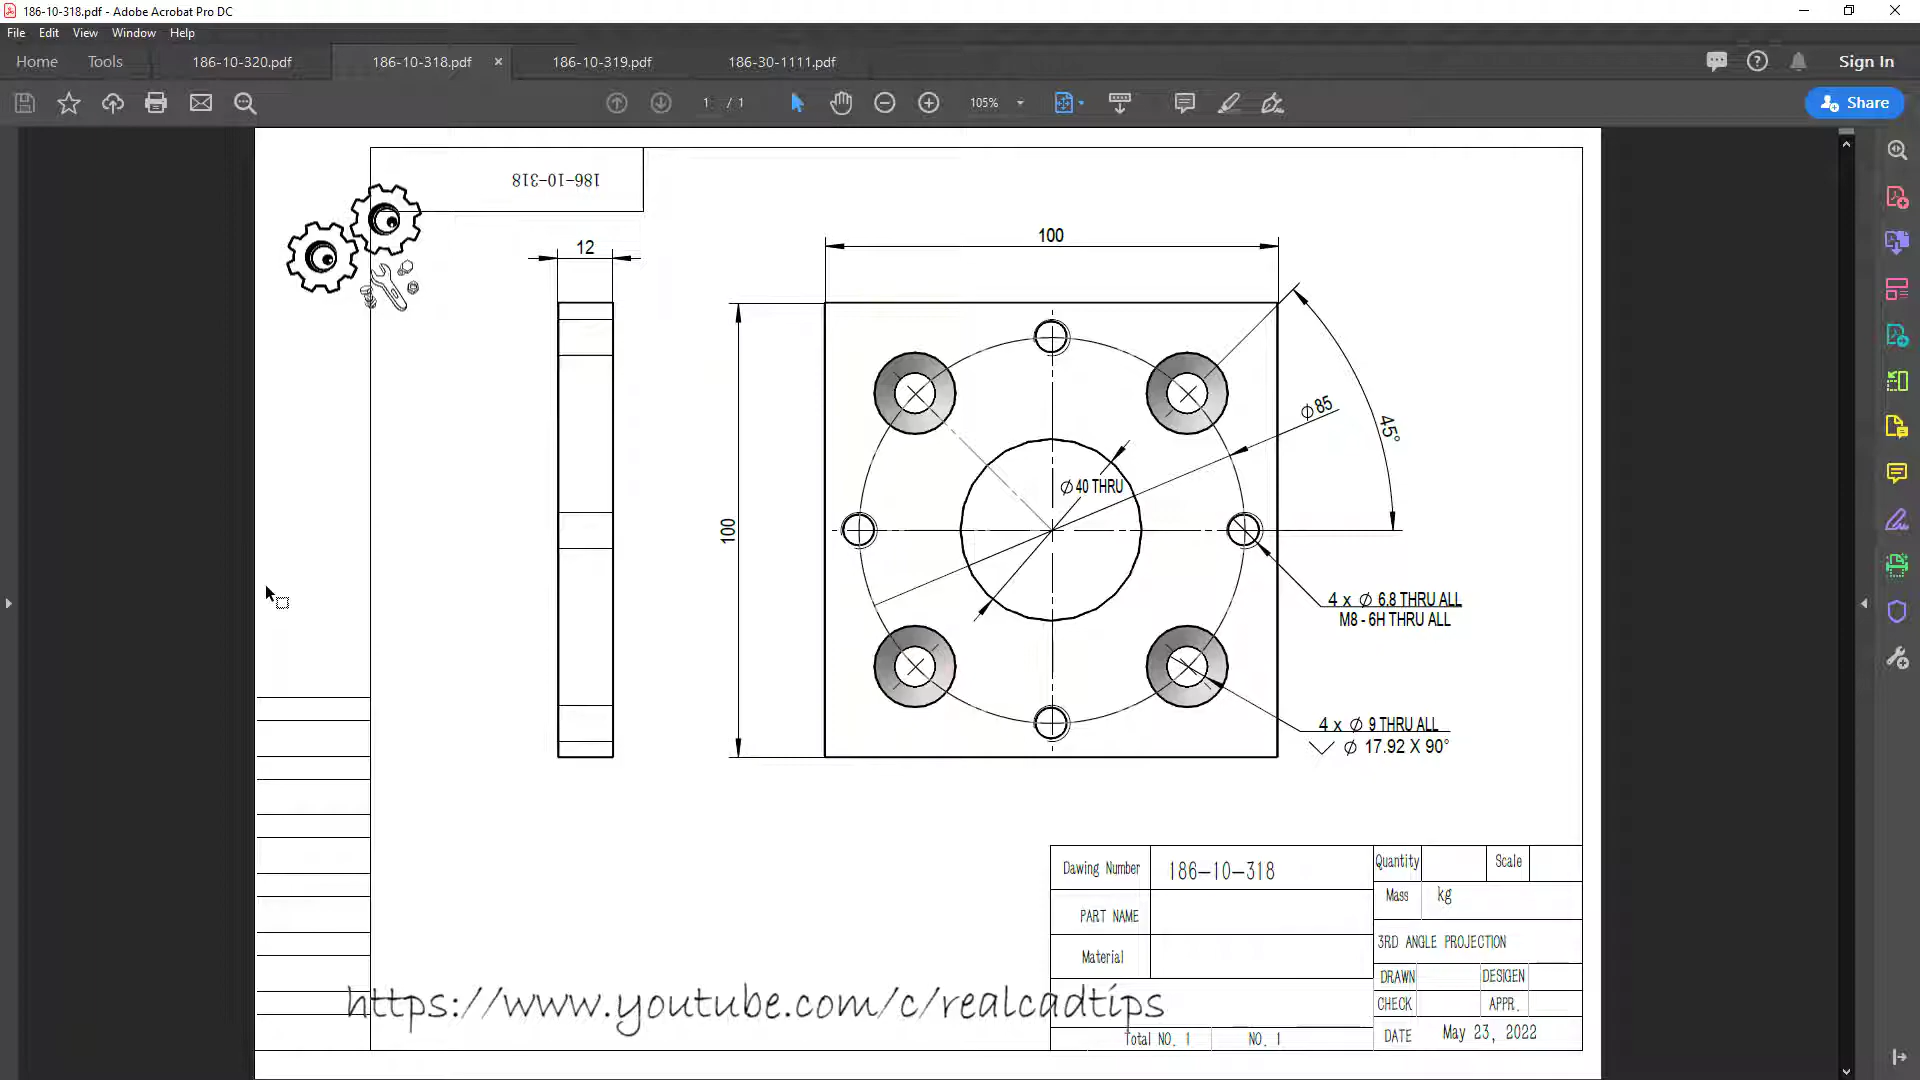 186-10-318.pdf - Adobe Acrobat Pro DC
File Edit View Window Help
Home Tools 186-10-320.pdf 186-10-318.pdf × 186-10-319.pdf 186-30-1111.pdf Sign In
1 / 1 105% Share
186-10-318
12
100
100
45°
Ø 85
Ø 40 THRU
4 x Ø 6.8 THRU ALL
M8 - 6H THRU ALL
4 x Ø 9 THRU ALL
Ø 17.92 X 90°
Dawing Number 186-10-318 Quantity Scale
Mass kg
PART NAME
3RD ANGLE PROJECTION
Material
DRAWN DESIGEN
CHECK APPR.
https://www.youtube.com/c/realcadtips
DATE May 23, 2022
Total NO. 1 NO. 1